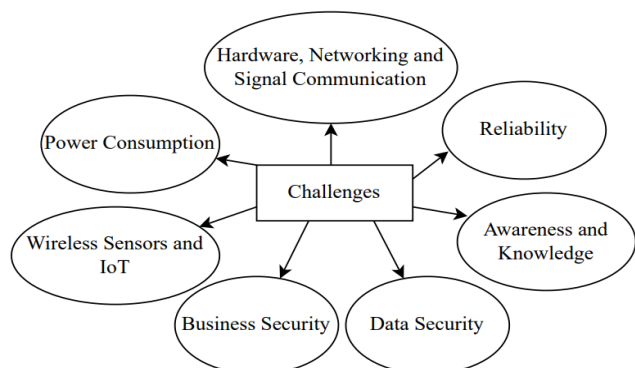 Hardware, Networking and
Signal Communication
Power Consumption
Reliability
Challenges
Wireless Sensors and
IoT
Awareness and
Knowledge
Business Security
Data Security